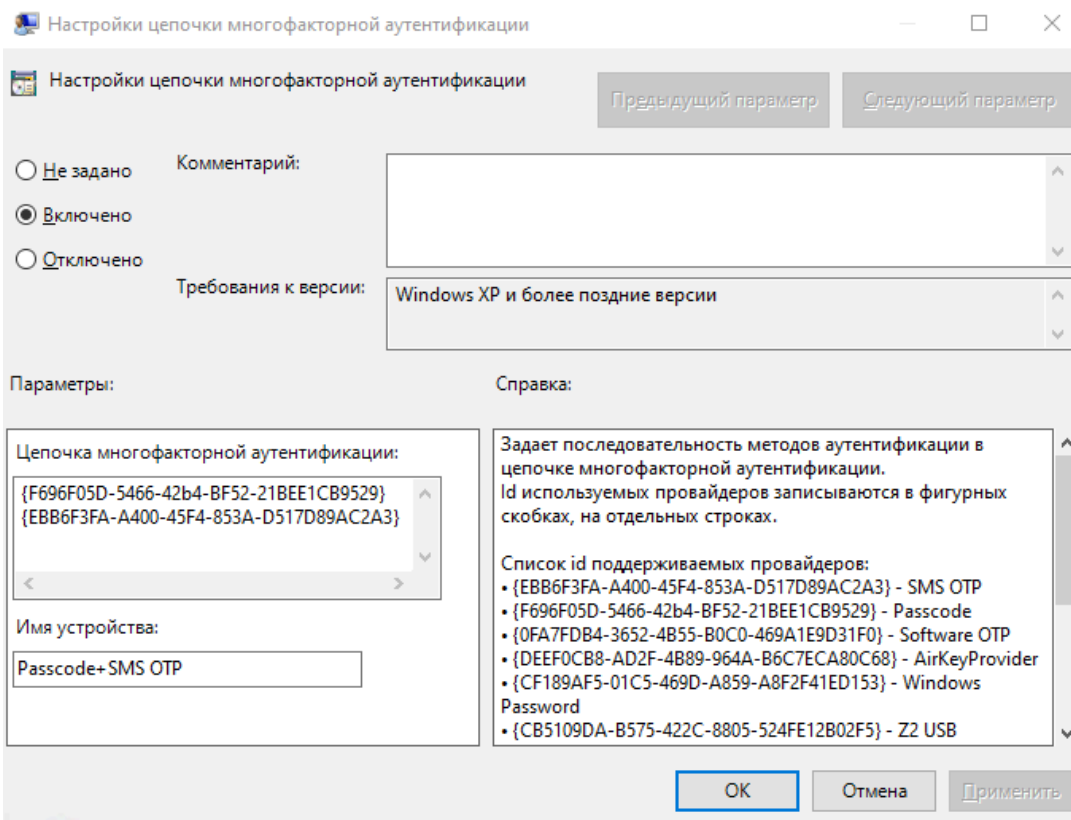 Настройки цепочки многофакторной аутентификации
Настройки цепочки многофакторной аутентификации
Предыдущий параметр
Следующий параметр
Не задано
Включено
Отключено
Комментарий:
Требования к версии:
Windows XP и более поздние версии
Параметры:
Справка:
Цепочка многофакторной аутентификации:
{F696F05D-5466-42b4-BF52-21BEE1CB9529}
{EBB6F3FA-A400-45F4-853A-D517D89AC2A3}
Имя устройства:
Passcode+SMS OTP
Задает последовательность методов аутентификации в
цепочке многофакторной аутентификации.
Id используемых провайдеров записываются в фигурных
скобках, на отдельных строках.
Список id поддерживаемых провайдеров:
• {EBB6F3FA-A400-45F4-853A-D517D89AC2A3} - SMS OTP
• {F696F05D-5466-42b4-BF52-21BEE1CB9529} - Passcode
• {0FA7FDB4-3652-4B55-B0C0-469A1E9D31F0} - Software OTP
• {DEEF0CB8-AD2F-4B89-964A-B6C7ECA80C68} - AirKeyProvider
• {CF189AF5-01C5-469D-A859-A8F2F41ED153} - Windows
Password
• {CB5109DA-B575-422C-8805-524FE12B02F5} - Z2 USB
OK
Отмена
Применить